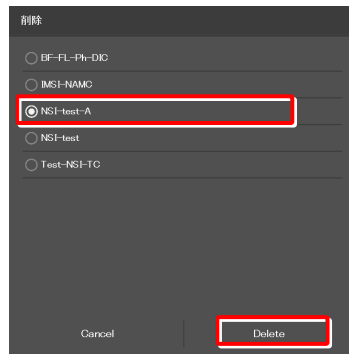 削除
BF-FL-Ph-DIC
IMSI-NAMC
NSI-test-A
NSI-test
Test-NSI-TC
Cancel
Delete